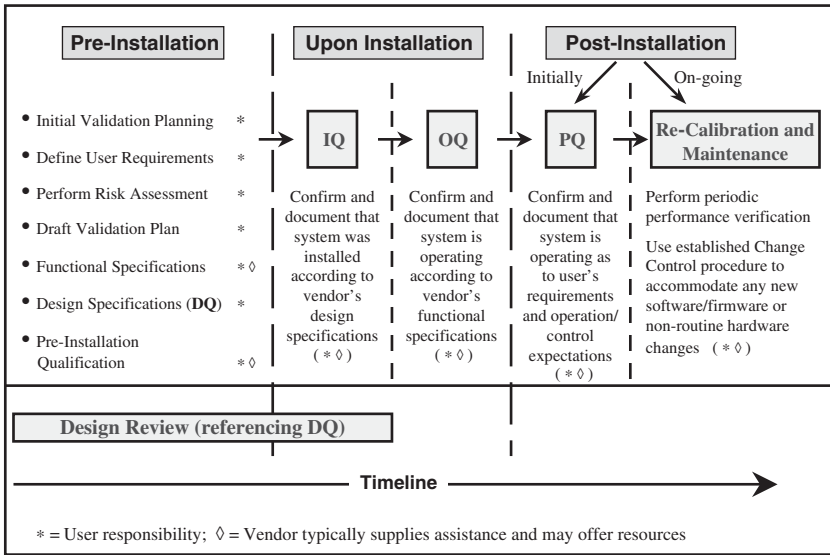 Pre-Installation
Upon Installation
Post-Installation
Initially
On-going
• Initial Validation Planning *
• Define User Requirements *
• Perform Risk Assessment *
• Draft Validation Plan *
• Functional Specifications * ◊
• Design Specifications (DQ) *
• Pre-Installation
Qualification * ◊
IQ
Confirm and
document that
system was
installed
according to
vendor's
design
specifications
( * ◊ )
OQ
Confirm and
document that
system is
operating
according to
vendor's
functional
specifications
( * ◊ )
PQ
Confirm and
document that
system is
operating as
to user's
requirements
and operation/
control
expectations
( * ◊ )
Re-Calibration and
Maintenance
Perform periodic
performance verification
Use established Change
Control procedure to
accommodate any new
software/firmware or
non-routine hardware
changes ( * ◊ )
Design Review (referencing DQ)
Timeline
* = User responsibility; ◊ = Vendor typically supplies assistance and may offer resources